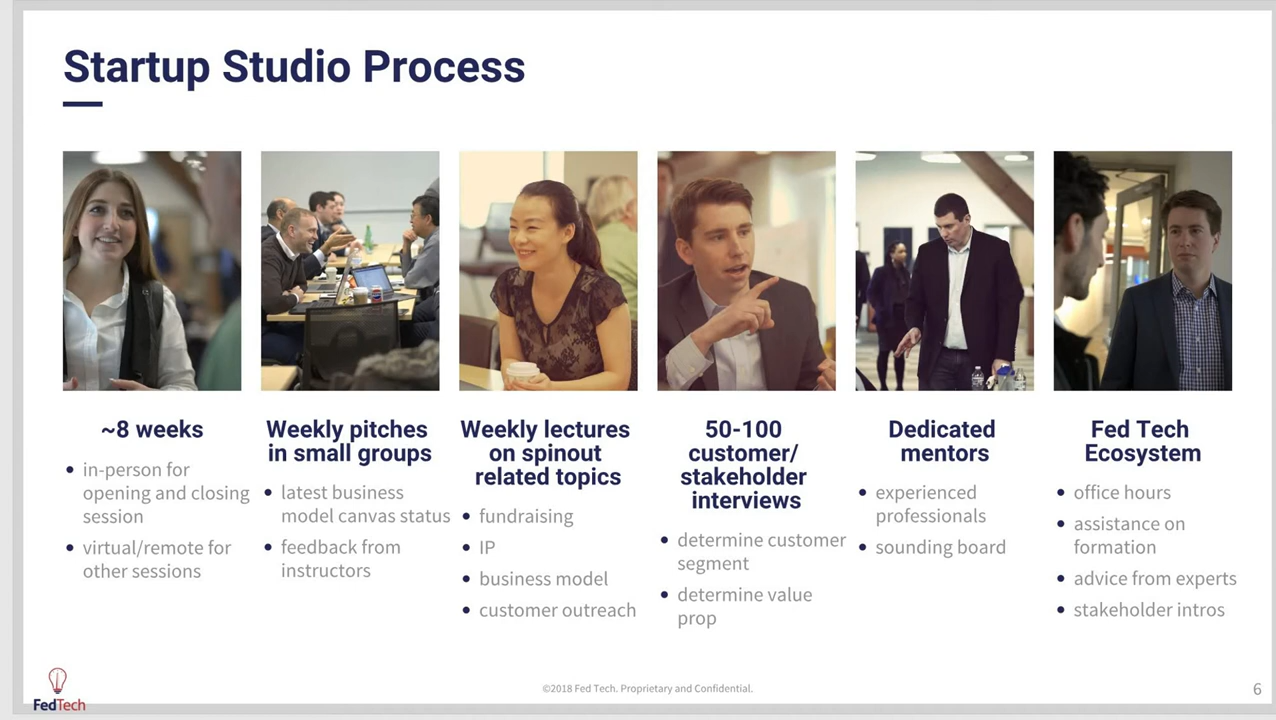 Startup Studio Process
~8 weeks
• in-person for
opening and closing
session
• virtual/remote for
other sessions
Weekly pitches
in small groups
• latest business
model canvas status
• feedback from
instructors
Weekly lectures
on spinout
related topics
• fundraising
• IP
• business model
• customer outreach
50-100
customer/
stakeholder
interviews
• determine customer
segment
• determine value
prop
Dedicated
mentors
• experienced
professionals
• sounding board
Fed Tech
Ecosystem
• office hours
• assistance on
formation
• advice from experts
• stakeholder intros
FedTech
©2018 Fed Tech. Proprietary and Confidential.
6